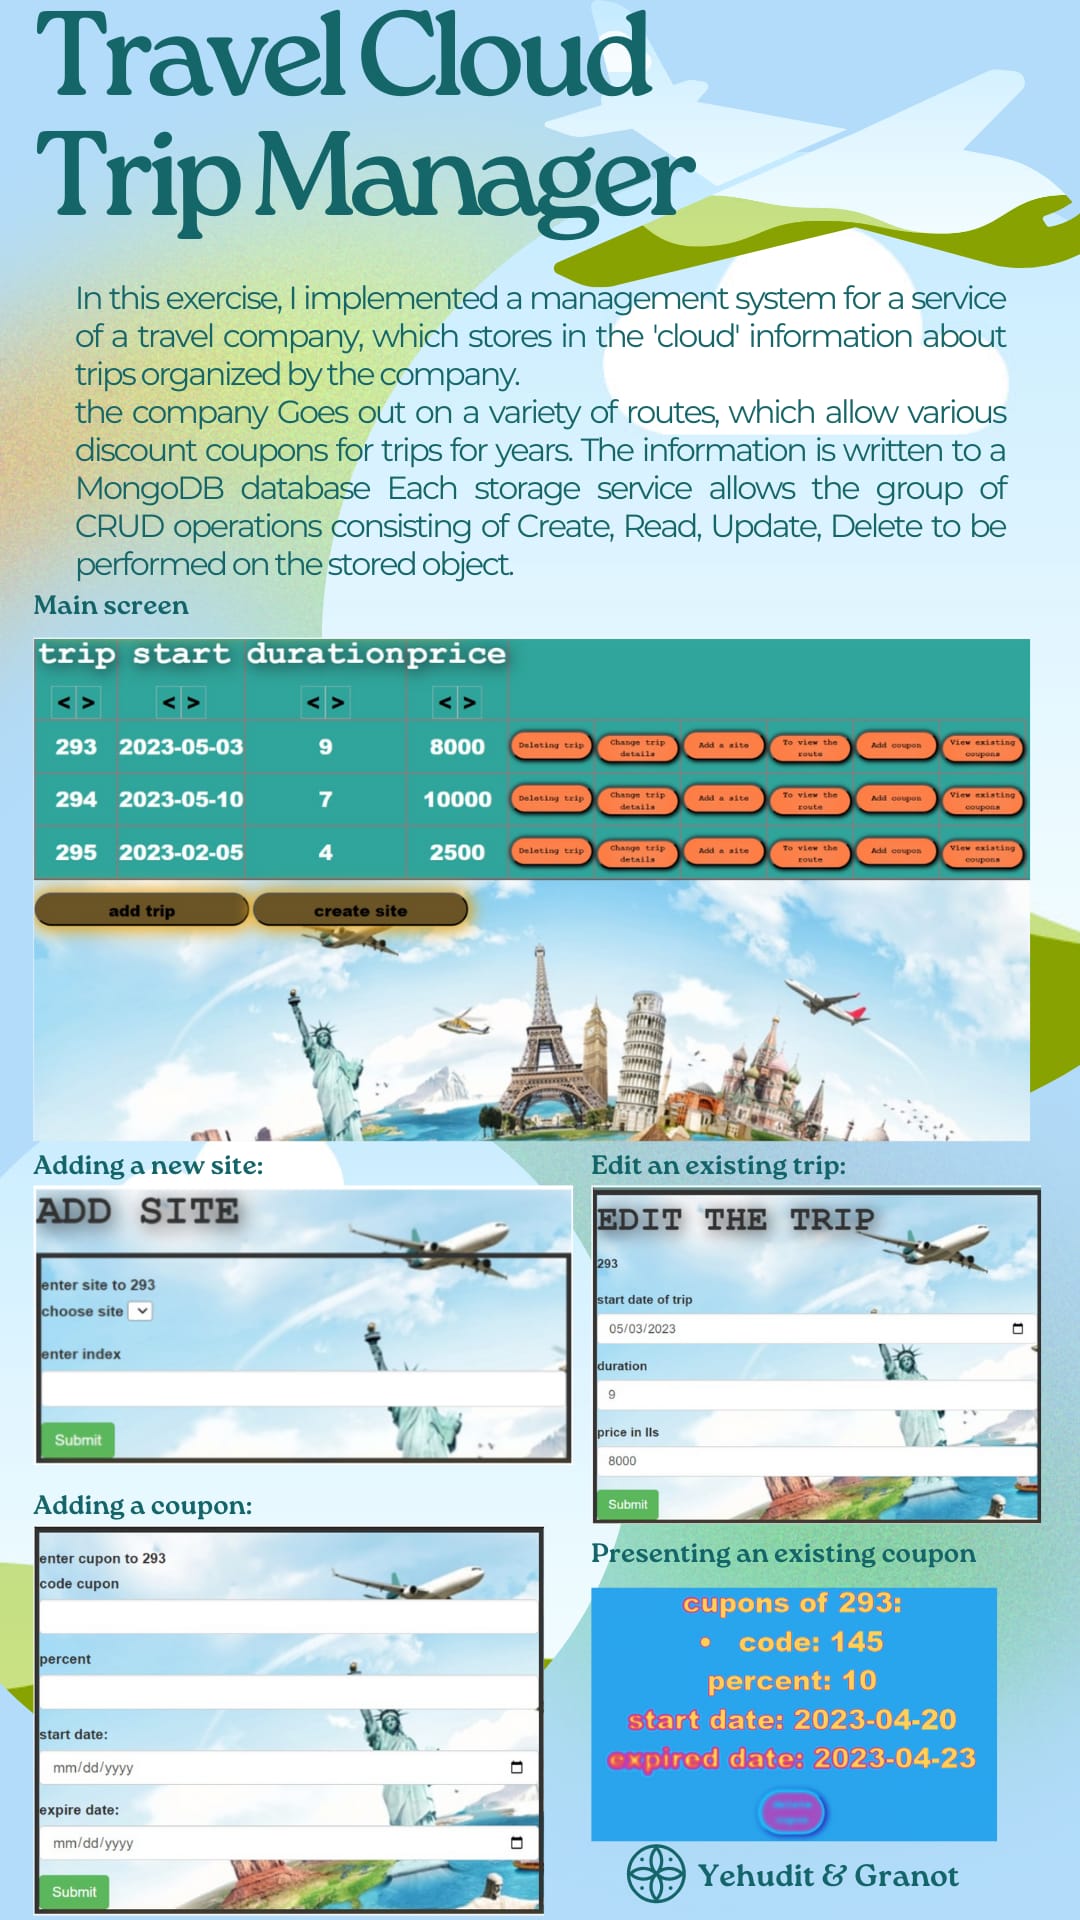 Travel Cloud
Trip Manager
In this exercise, I implemented a management system for a service
of a travel company, which stores in the 'cloud' information about
trips organized by the company.
the company Goes out on a variety of routes, which allow various
discount coupons for trips for years. The information is written to a
MongoDB database Each storage service allows the group of
CRUD operations consisting of Create, Read, Update, Delete to be
performed on the stored object.
Main screen
trip start duration price
< > < > < > < >
293 2023-05-03 9 8000 Deleting trip Change trip details Add a site To view the route Add coupon View existing coupons
294 2023-05-10 7 10000 Deleting trip Change trip details Add a site To view the route Add coupon View existing coupons
295 2023-02-05 4 2500 Deleting trip Change trip details Add a site To view the route Add coupon View existing coupons
add trip create site
Adding a new site:
ADD SITE
enter site to 293
choose site
enter index
Submit
Edit an existing trip:
EDIT THE TRIP
293
start date of trip
05/03/2023
duration
9
price in Ils
8000
Submit
Adding a coupon:
enter cupon to 293
code cupon
percent
start date:
mm/dd/yyyy
expire date:
mm/dd/yyyy
Submit
Presenting an existing coupon
cupons of 293:
• code: 145
percent: 10
start date: 2023-04-20
expired date: 2023-04-23
Yehudit & Granot